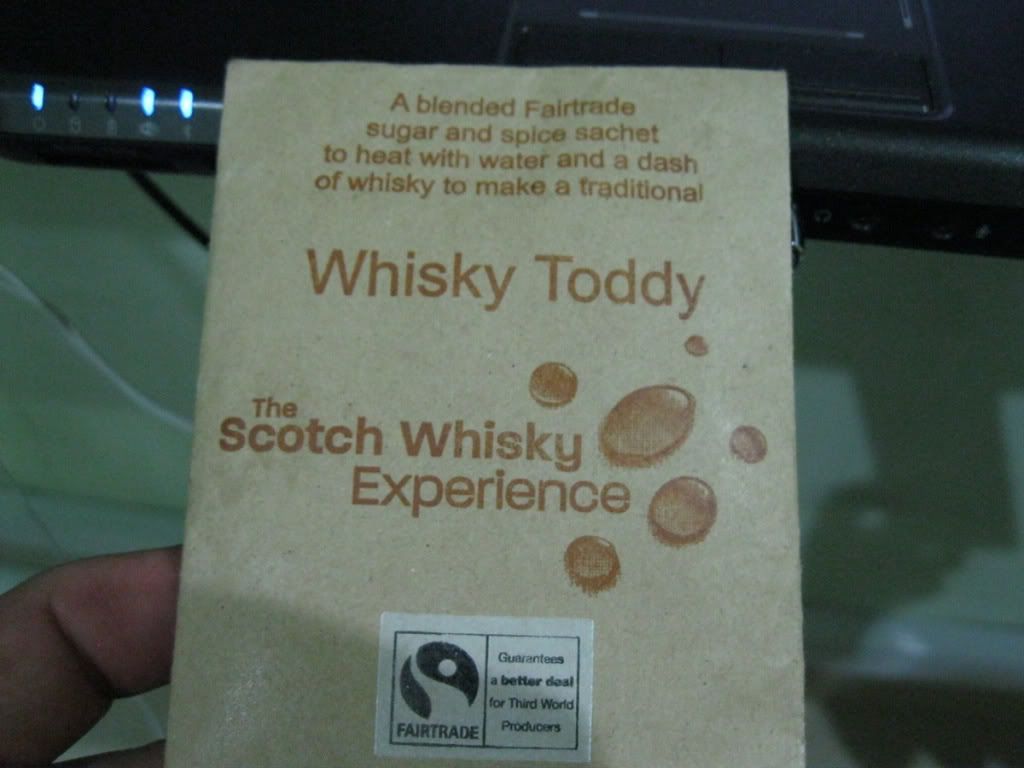 A blended Fairtrade
sugar and spice sachet
to heat with water and a dash
of whisky to make a traditional
Whisky Toddy
The
Scotch Whisky
Experience
FAIRTRADE
Guarantees
a better deal
for Third World
Producers